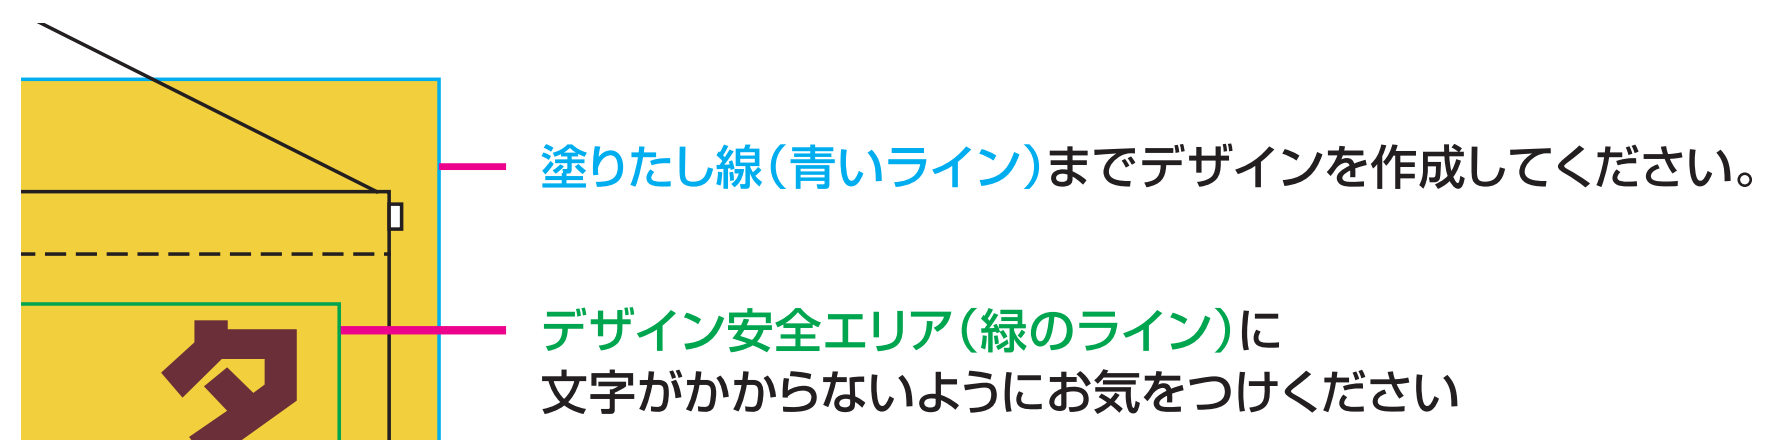 塗りたし線（青いライン）までデザインを作成してください。
デザイン安全エリア（緑のライン）に
文字がかからないようにお気をつけください
タ